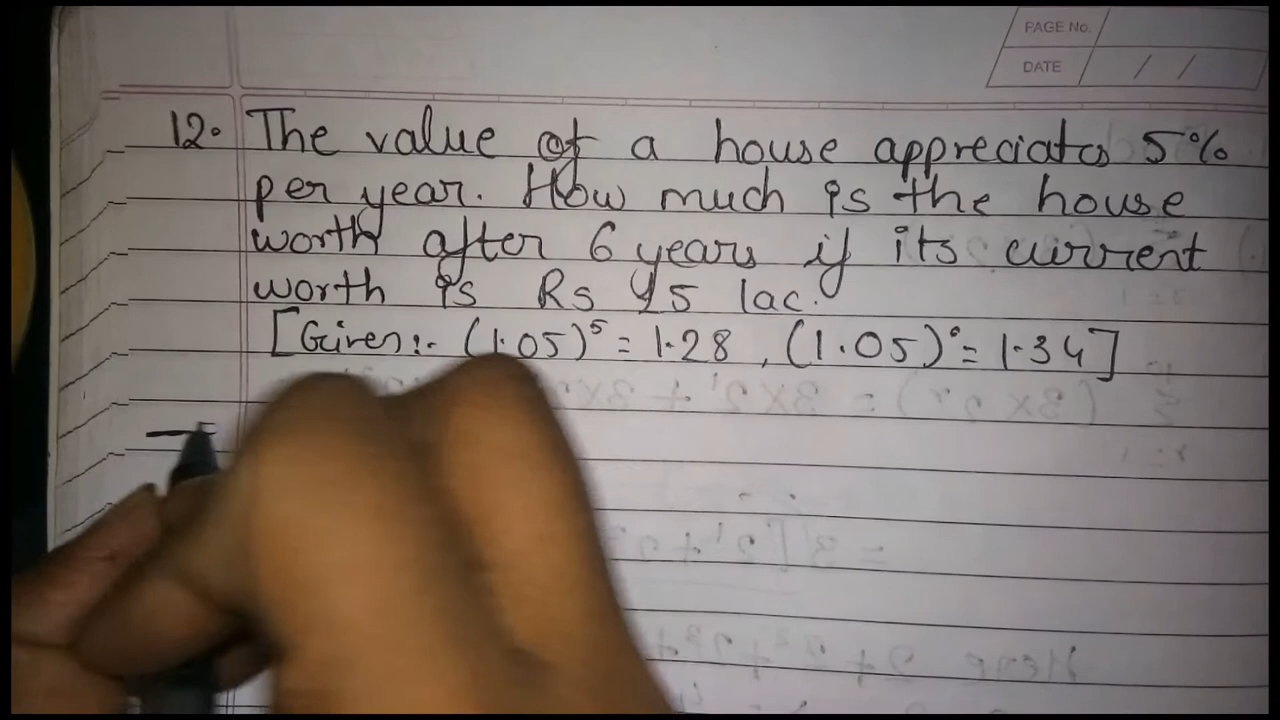 PAGE No.
DATE / /
12. The value of a house appreciates 5%
per year. How much is the house
worth after 6 years if its current
worth is Rs 15 lac.
[Given:- (1.05)⁵ = 1.28, (1.05)⁶ = 1.34]